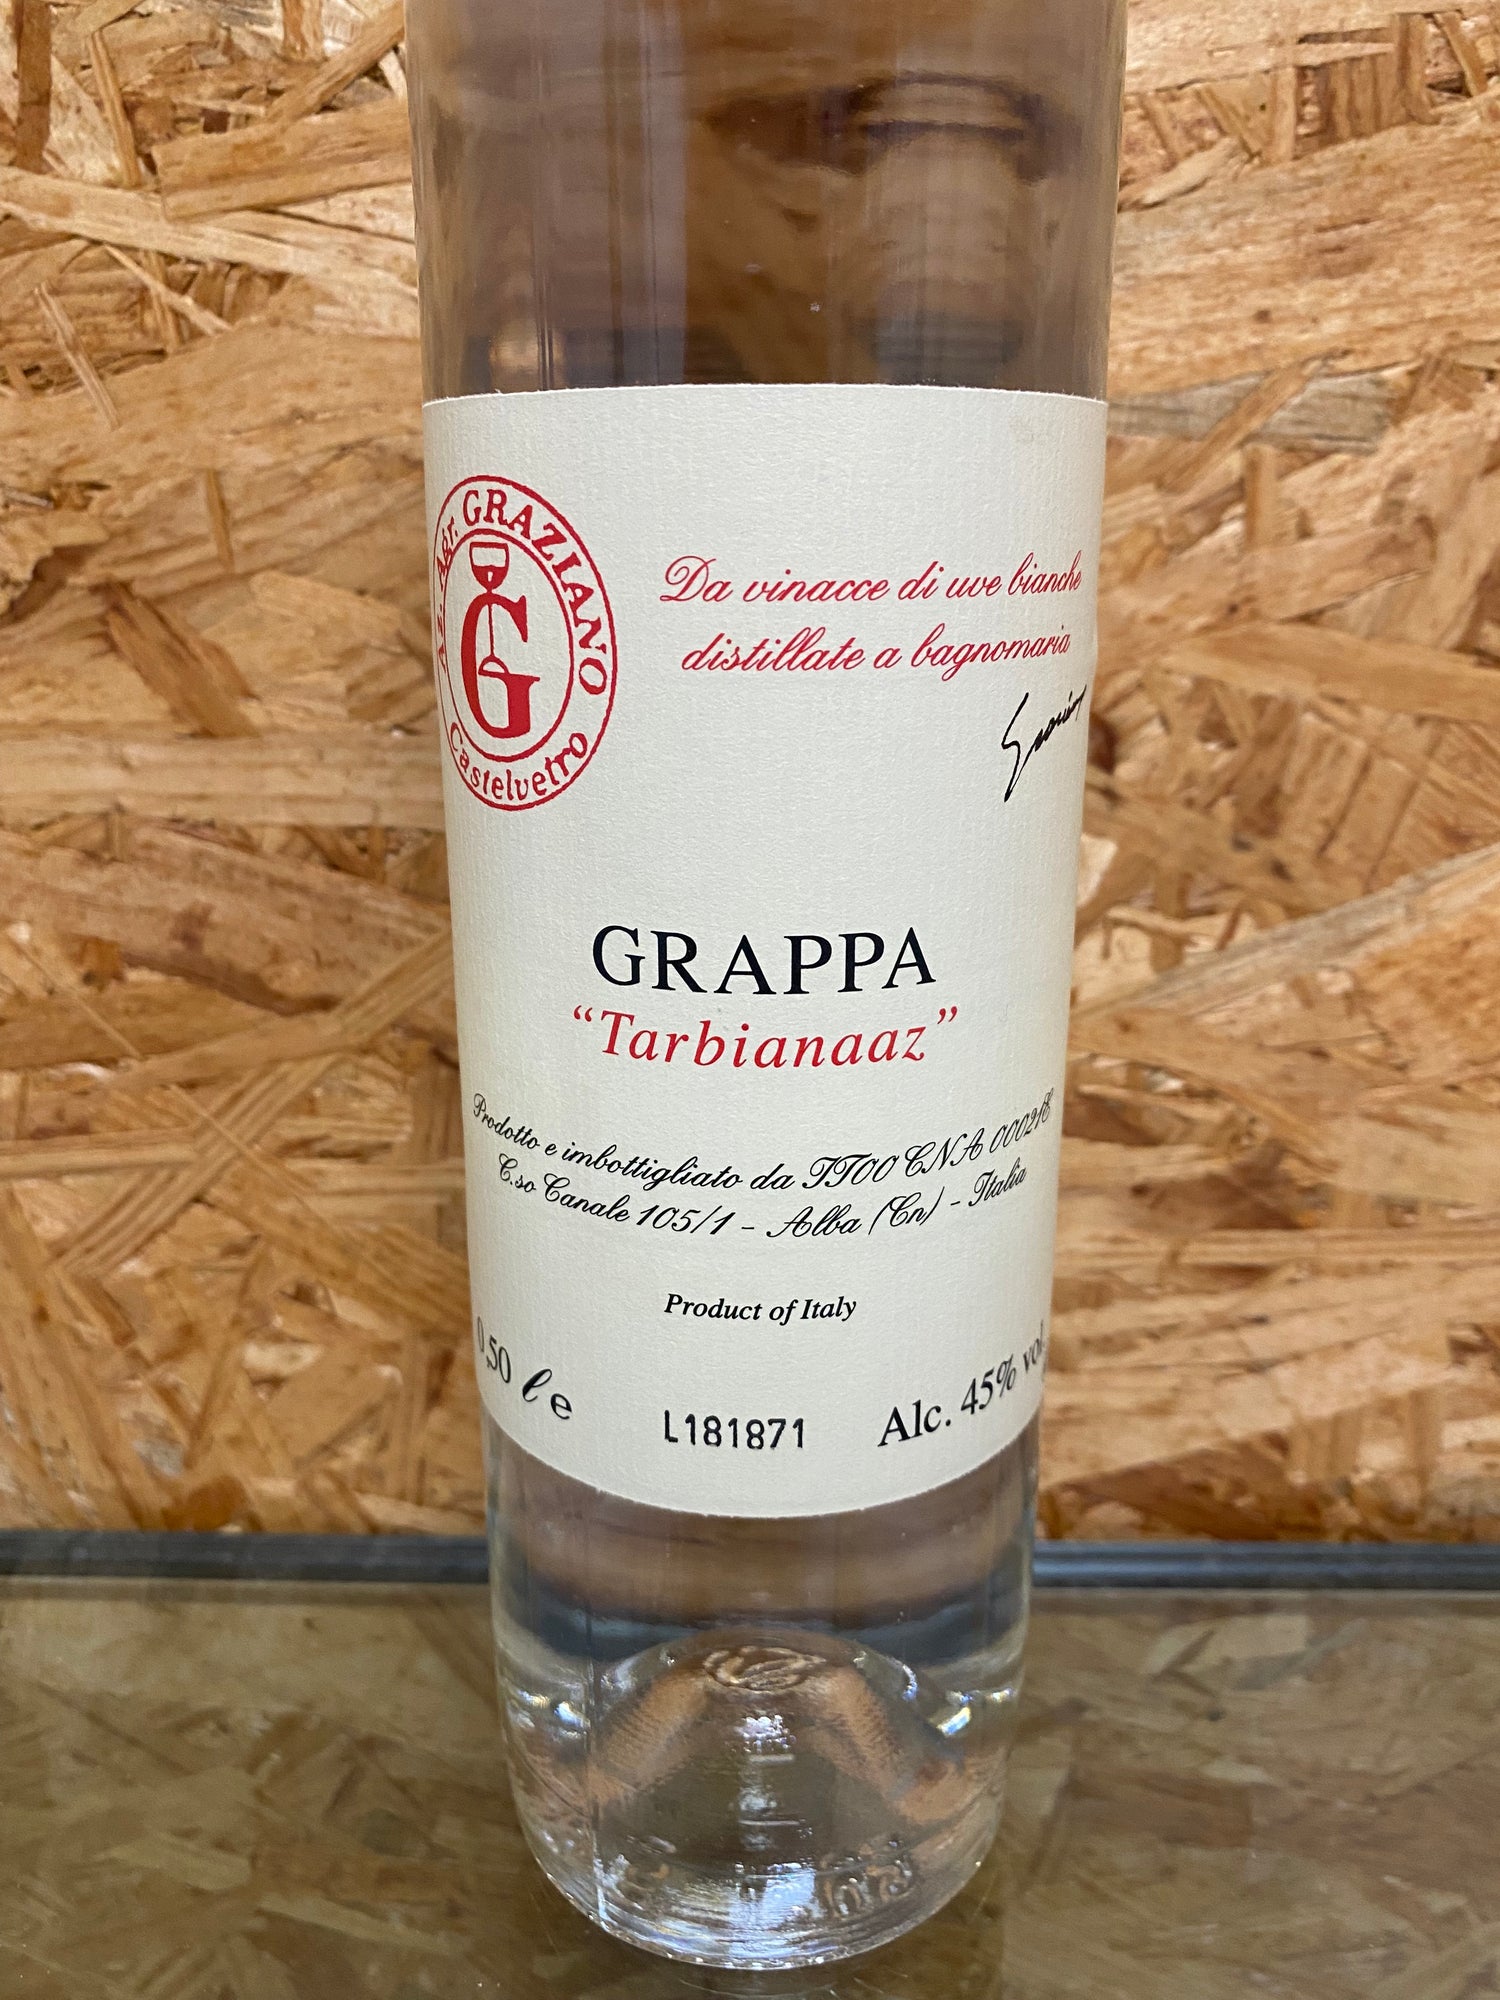 Az. Agr. GRAZIANO
G
Castelvetro
Da vinacce di uve bianche
distillate a bagnomaria
GRAPPA
“Tarbianaaz”
Prodotto e imbottigliato da IT00 CNA 00021C
C.so Canale 105/1 - Alba (Cn) - Italia
Product of Italy
0,50 ℓ e
L181871
Alc. 45% vol.